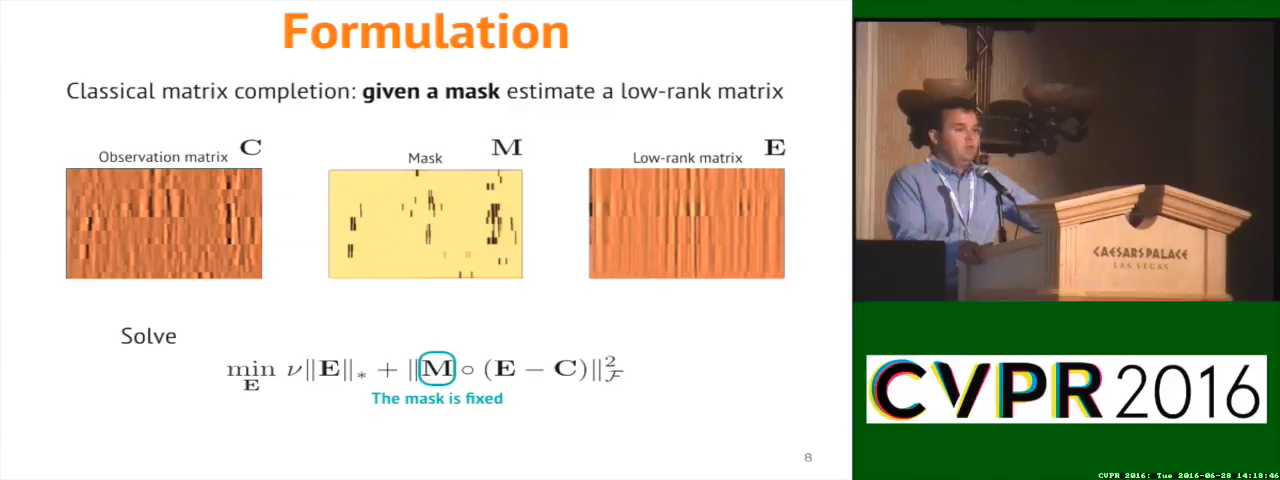 Formulation
Classical matrix completion: given a mask estimate a low-rank matrix
Observation matrix C
Mask M
Low-rank matrix E
Solve
min_E ν‖E‖_* + ‖M ∘ (E − C)‖²_F
The mask is fixed
8
CAESARS PALACE
LAS VEGAS
CVPR 2016
CVPR 2016: Tue 2016-06-28 14:18:46